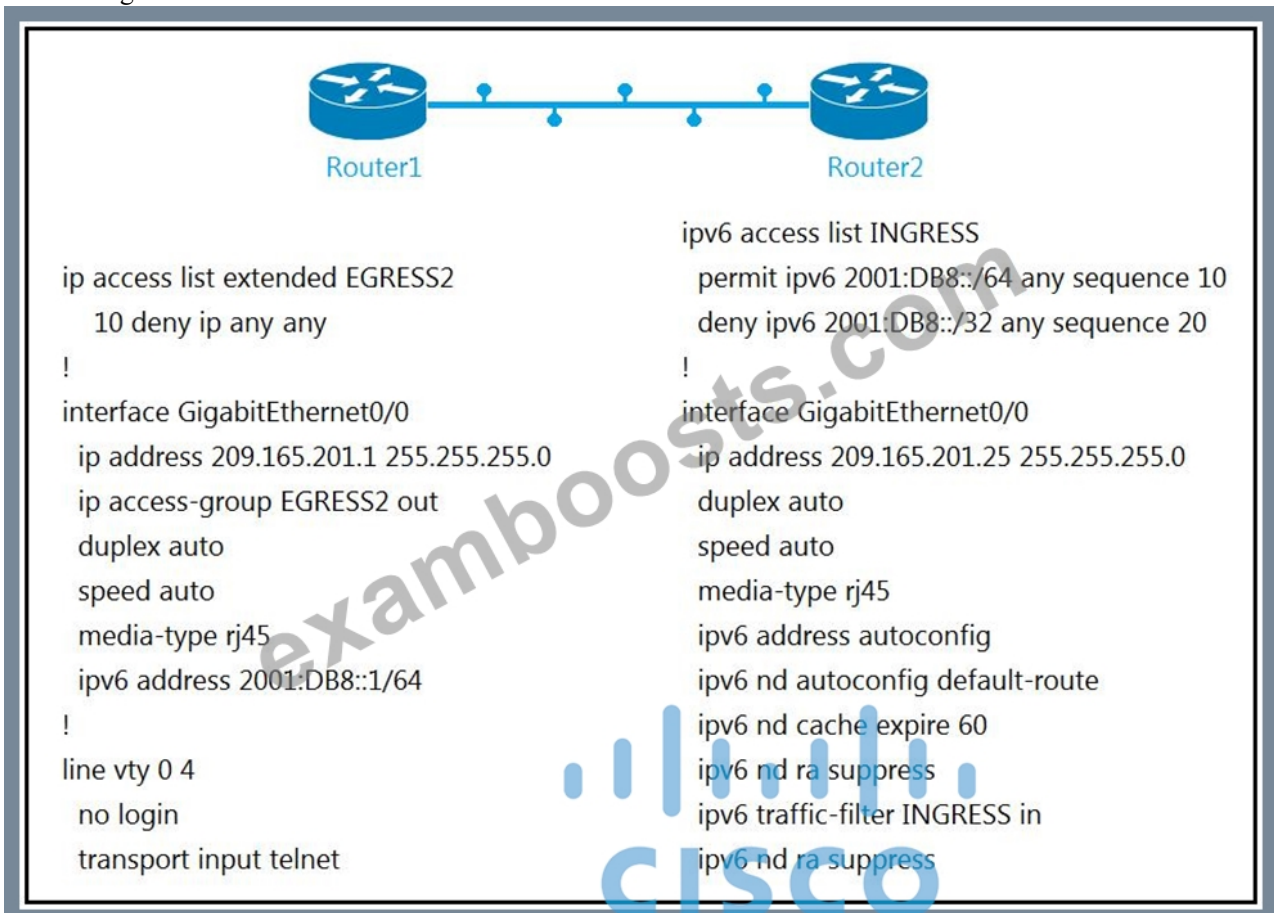 Router1
Router2
ip access list extended EGRESS2
10 deny ip any any
!
interface GigabitEthernet0/0
ip address 209.165.201.1 255.255.255.0
ip access-group EGRESS2 out
duplex auto
speed auto
media-type rj45
ipv6 address 2001:DB8::1/64
!
line vty 0 4
no login
transport input telnet
ipv6 access list INGRESS
permit ipv6 2001:DB8::/64 any sequence 10
deny ipv6 2001:DB8::/32 any sequence 20
!
interface GigabitEthernet0/0
ip address 209.165.201.25 255.255.255.0
duplex auto
speed auto
media-type rj45
ipv6 address autoconfig
ipv6 nd autoconfig default-route
ipv6 nd cache expire 60
ipv6 nd ra suppress
ipv6 traffic-filter INGRESS in
ipv6 nd ra suppress
examboosts.com
CISCO